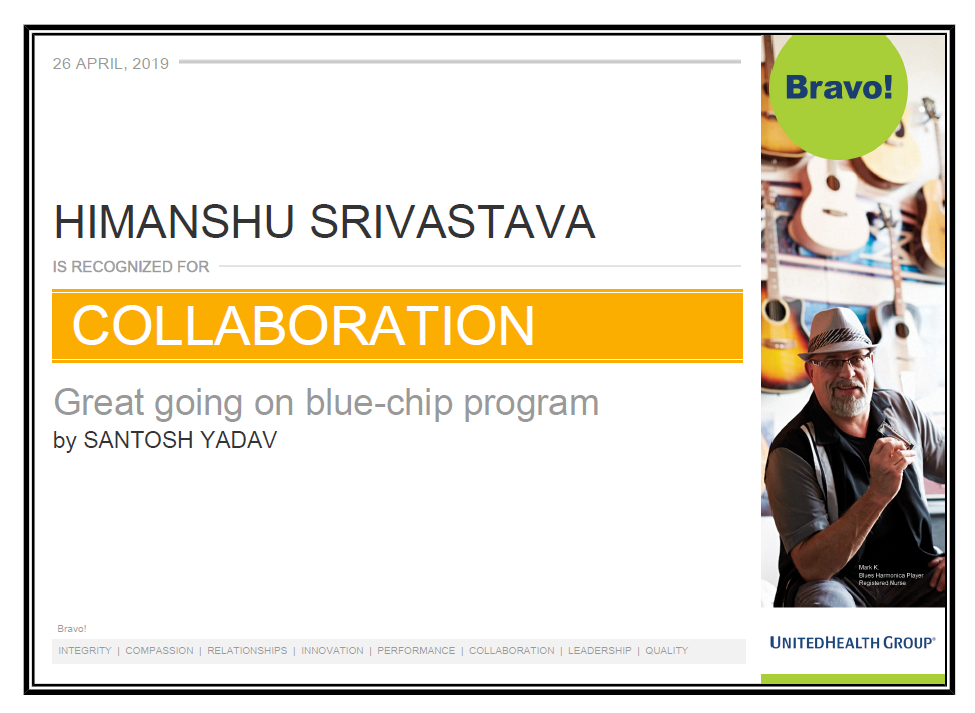 26 APRIL, 2019
Bravo!
HIMANSHU SRIVASTAVA
IS RECOGNIZED FOR
COLLABORATION
Great going on blue-chip program
by SANTOSH YADAV
Mark K.
Blues Harmonica Player
Registered Nurse
Bravo!
INTEGRITY | COMPASSION | RELATIONSHIPS | INNOVATION | PERFORMANCE | COLLABORATION | LEADERSHIP | QUALITY
UNITEDHEALTH GROUP®